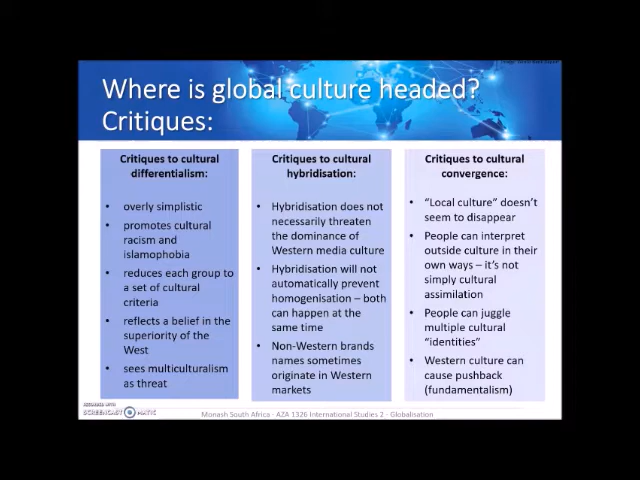 Where is global culture headed?
Critiques:
Critiques to cultural
differentialism:
• overly simplistic
• promotes cultural
racism and
islamophobia
• reduces each group to
a set of cultural
criteria
• reflects a belief in the
superiority of the
West
• sees multiculturalism
as threat
Critiques to cultural
hybridisation:
• Hybridisation does not
necessarily threaten
the dominance of
Western media culture
• Hybridisation will not
automatically prevent
homogenisation – both
can happen at the
same time
• Non-Western brands
names sometimes
originate in Western
markets
Critiques to cultural
convergence:
• “Local culture” doesn’t
seem to disappear
• People can interpret
outside culture in their
own ways – it’s not
simply cultural
assimilation
• People can juggle
multiple cultural
“identities”
• Western culture can
cause pushback
(fundamentalism)
RECORDED WITH
SCREENCAST MATIC
Monash South Africa - AZA 1326 International Studies 2 - Globalisation